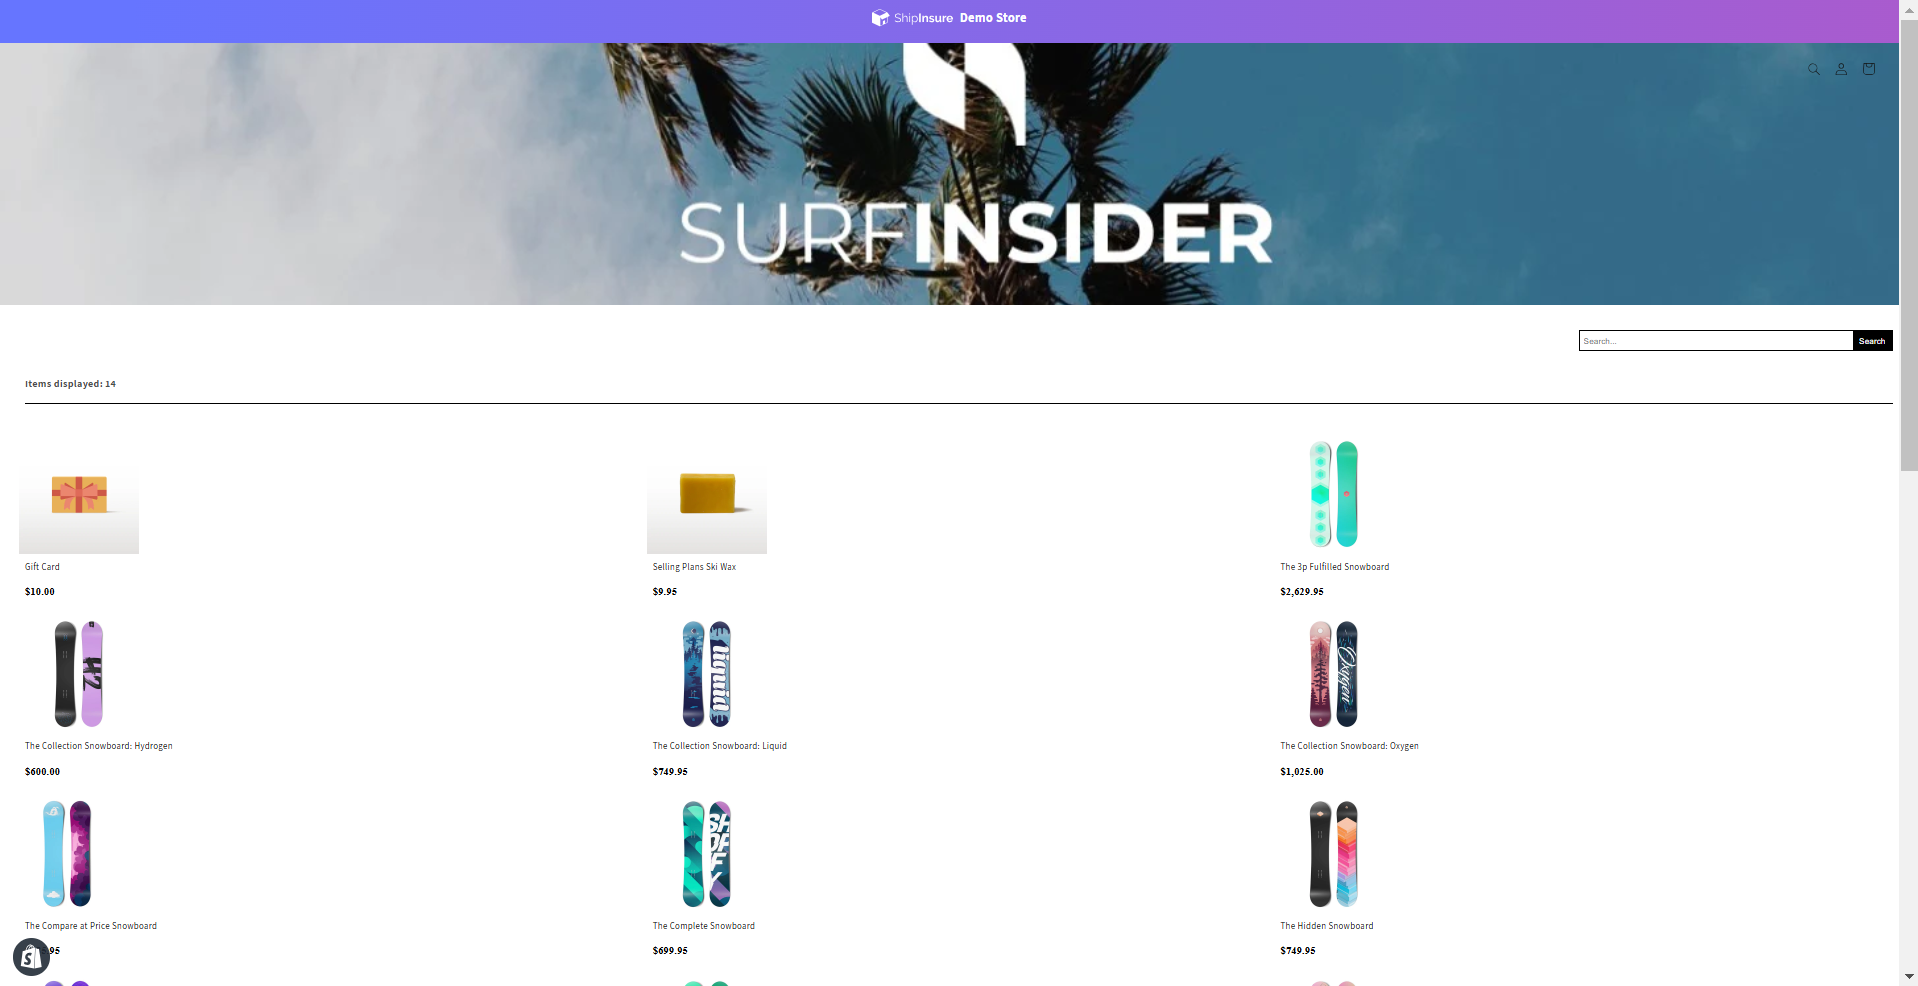 ShipInsure Demo Store
SURFINSIDER
Search...
Search
Items displayed: 14
Gift Card
$10.00
Selling Plans Ski Wax
$9.95
The 3p Fulfilled Snowboard
$2,629.95
The Collection Snowboard: Hydrogen
$600.00
liquid
The Collection Snowboard: Liquid
$749.95
Oxygen
The Collection Snowboard: Oxygen
$1,025.00
The Compare at Price Snowboard
95
The Complete Snowboard
$699.95
The Hidden Snowboard
$749.95